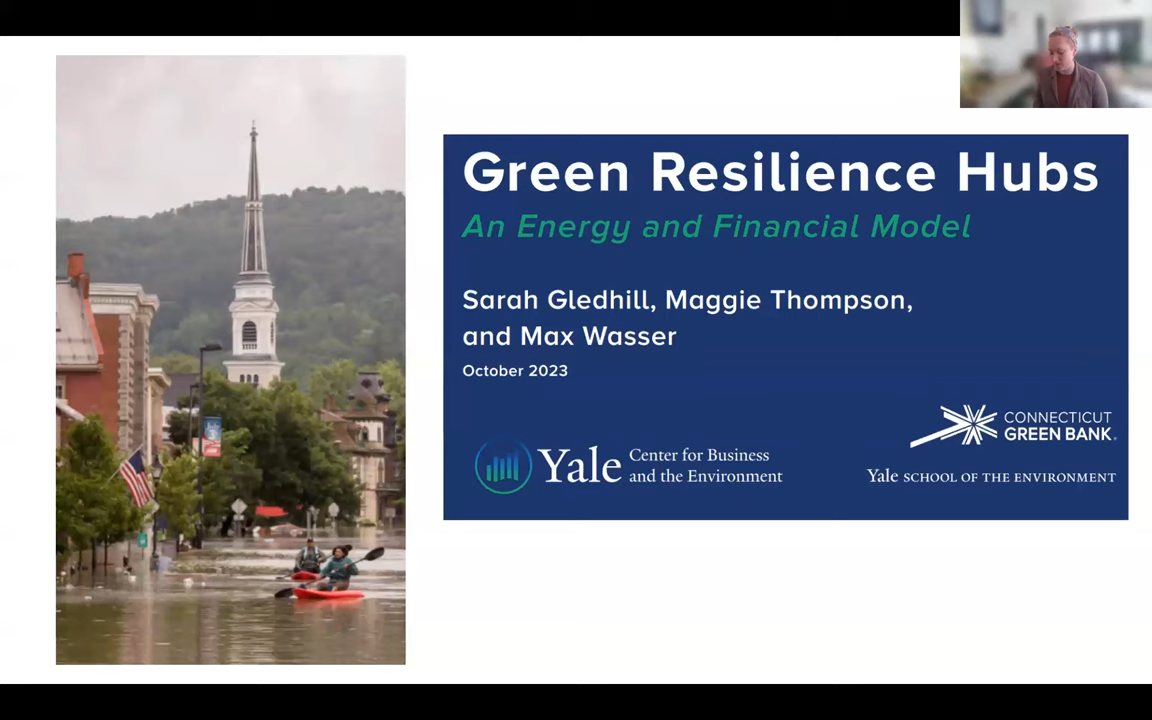 Green Resilience Hubs
An Energy and Financial Model
Sarah Gledhill, Maggie Thompson,
and Max Wasser
October 2023
Yale Center for Business
and the Environment
CONNECTICUT
GREEN BANK®
Yale SCHOOL OF THE ENVIRONMENT